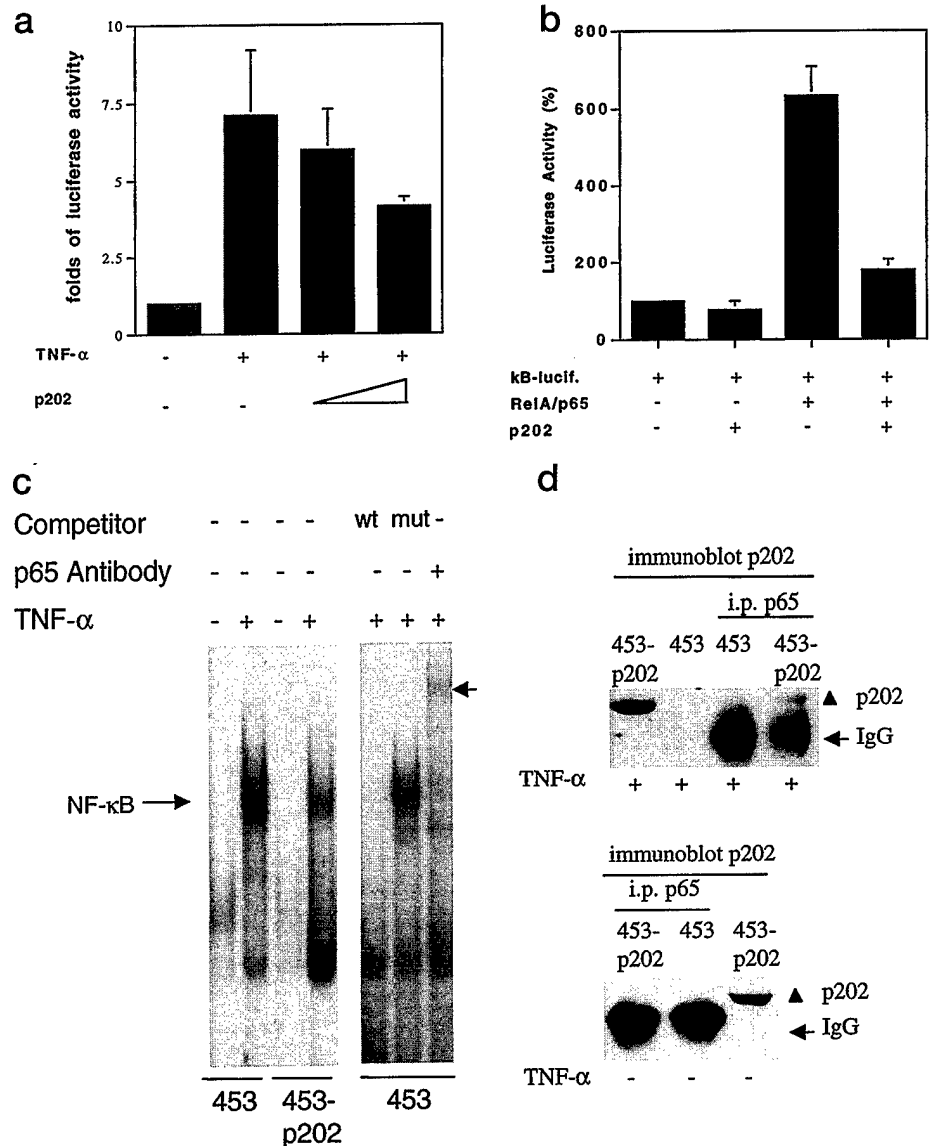 a
folds of luciferase activity
10
7.5
5
2.5
0
TNF-α - + + +
p202 - -
b
Luciferase Activity (%)
800
600
400
200
0
kB-lucif. + + + +
RelA/p65 - - + +
p202 - + - +
c
Competitor - - - - wt mut -
p65 Antibody - - - - - - +
TNF-α - + - + + + +
NF-κB
453 453-p202 453
d
immunoblot p202
i.p. p65
453-p202 453 453 453-p202
p202
IgG
TNF-α + + + +
immunoblot p202
i.p. p65
453-p202 453 453-p202
p202
IgG
TNF-α - - -